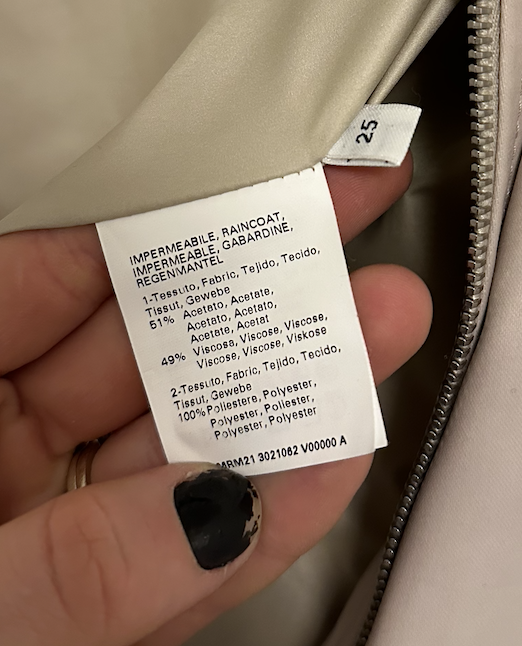 25
IMPERMEABILE, RAINCOAT,
IMPERMEABLE, GABARDINE,
REGENMANTEL
1-Tessuto, Fabric, Tejido, Tecido,
Tissut, Gewebe
51% Acetato, Acetate,
Acetato, Acetato,
Acetate, Acetat
49% Viscosa, Viscose, Viscose,
Viscose, Viscose, Viskose
2-Tessuto, Fabric, Tejido, Tecido,
Tissut, Gewebe
100% Poliestere, Polyester,
Polyester, Poliester,
Polyester, Polyester
MRM21 3021062 V00000 A